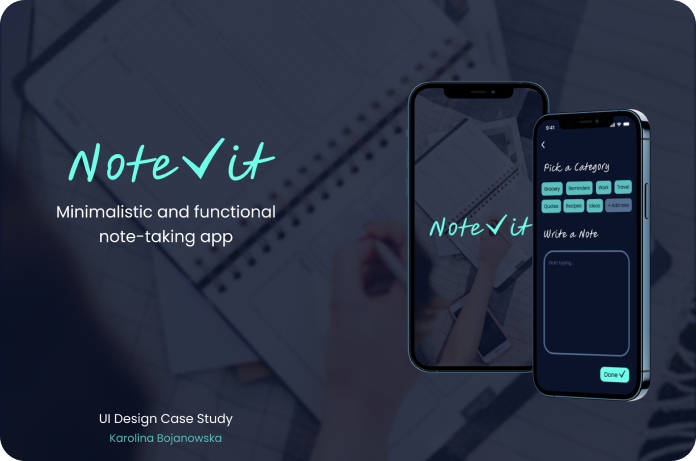 Note✓it
Minimalistic and functional
note-taking app
UI Design Case Study
Karolina Bojanowska
Note✓it
9:41
Pick a Category
Grocery Reminders Work Travel
Quotes Recipes Ideas + Add new
Write a Note
Start typing...
Done ✓